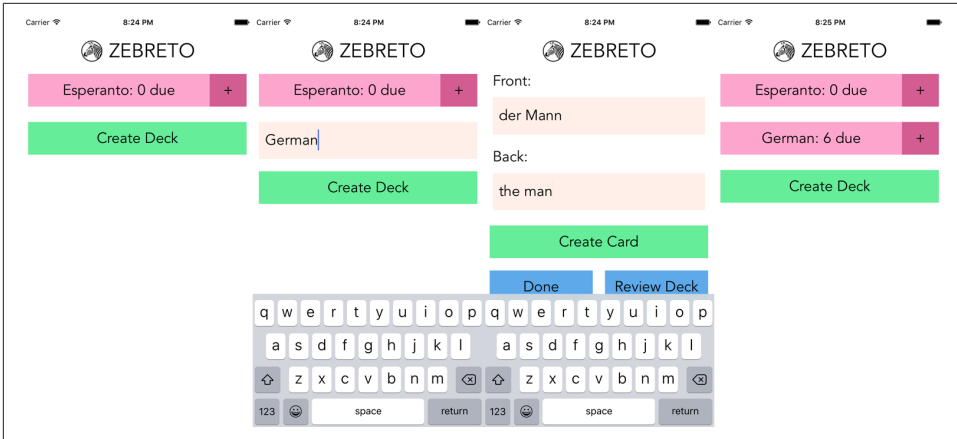 Carrier 8:24 PM
ZEBRETO
Esperanto: 0 due +
Create Deck
Carrier 8:24 PM
ZEBRETO
Esperanto: 0 due +
German
Create Deck
q w e r t y u i o p
a s d f g h j k l
z x c v b n m
123 space return
Carrier 8:24 PM
ZEBRETO
Front:
der Mann
Back:
the man
Create Card
Done Review Deck
q w e r t y u i o p
a s d f g h j k l
z x c v b n m
123 space return
Carrier 8:25 PM
ZEBRETO
Esperanto: 0 due +
German: 6 due +
Create Deck